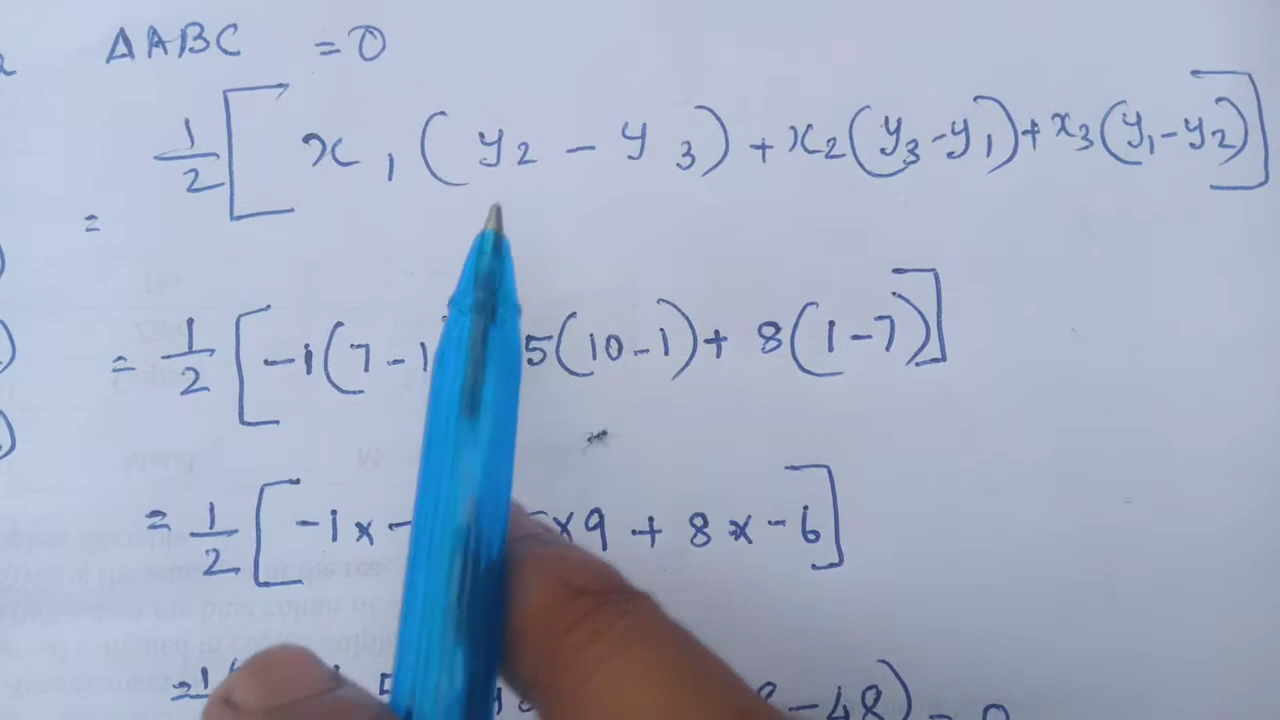 ΔABC = 0
1/2 [ x₁ (y₂ - y₃) + x₂ (y₃ - y₁) + x₃ (y₁ - y₂) ]
=
= 1/2 [ -1 (7 - 1 5 (10 - 1) + 8 (1 - 7) ]
= 1/2 [ -1 x - x 9 + 8 x -6 ]
- 48) = 0